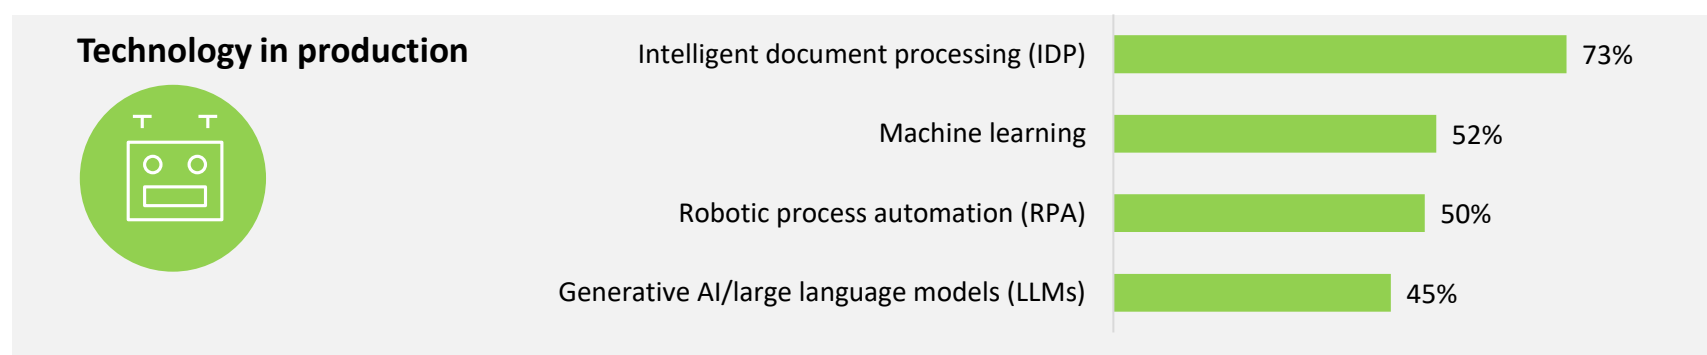 Technology in production
Intelligent document processing (IDP) 73%
Machine learning 52%
Robotic process automation (RPA) 50%
Generative AI/large language models (LLMs) 45%